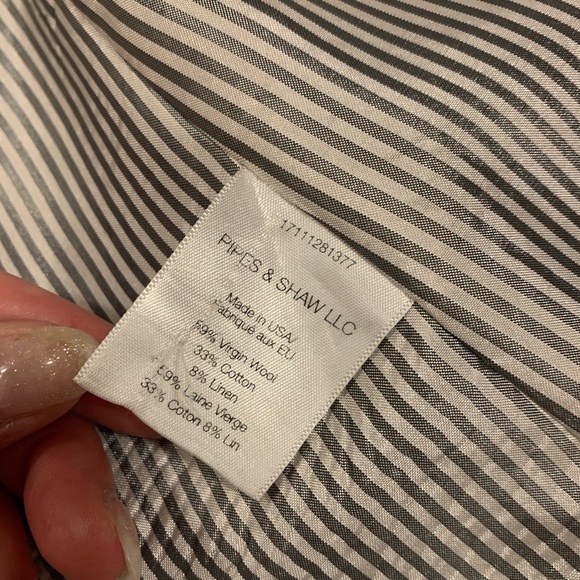 17111281377
PIPES & SHAW LLC
Made in USA/
Fabriqué aux EU
59% Virgin Wool
33% Cotton
8% Linen
59% Laine Vierge
33% Coton 8% Lin